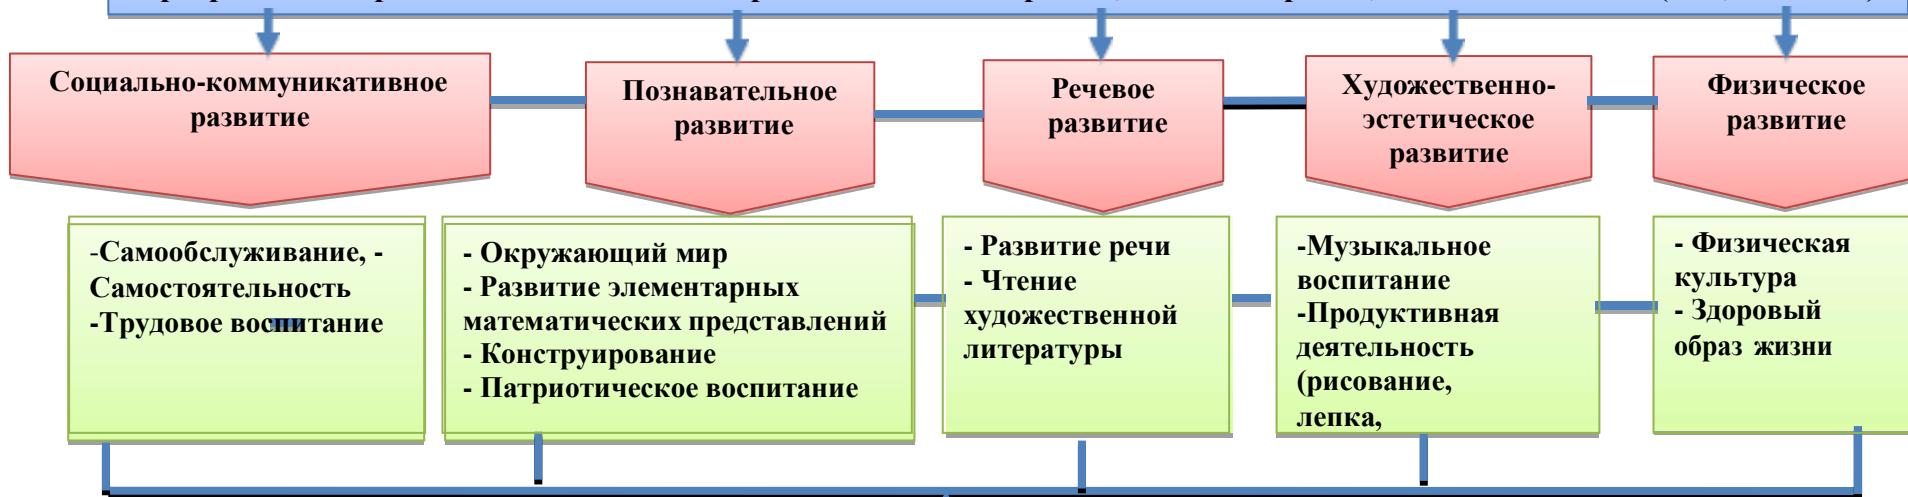 Социально-коммуникативное
развитие
Познавательное
развитие
Речевое
развитие
Художественно-
эстетическое
развитие
Физическое
развитие
-Самообслуживание, -
Самостоятельность
-Трудовое воспитание
- Окружающий мир
- Развитие элементарных
математических представлений
- Конструирование
- Патриотическое воспитание
- Развитие речи
- Чтение
художественной
литературы
-Музыкальное
воспитание
-Продуктивная
деятельность
(рисование,
лепка,
- Физическая
культура
- Здоровый
образ жизни